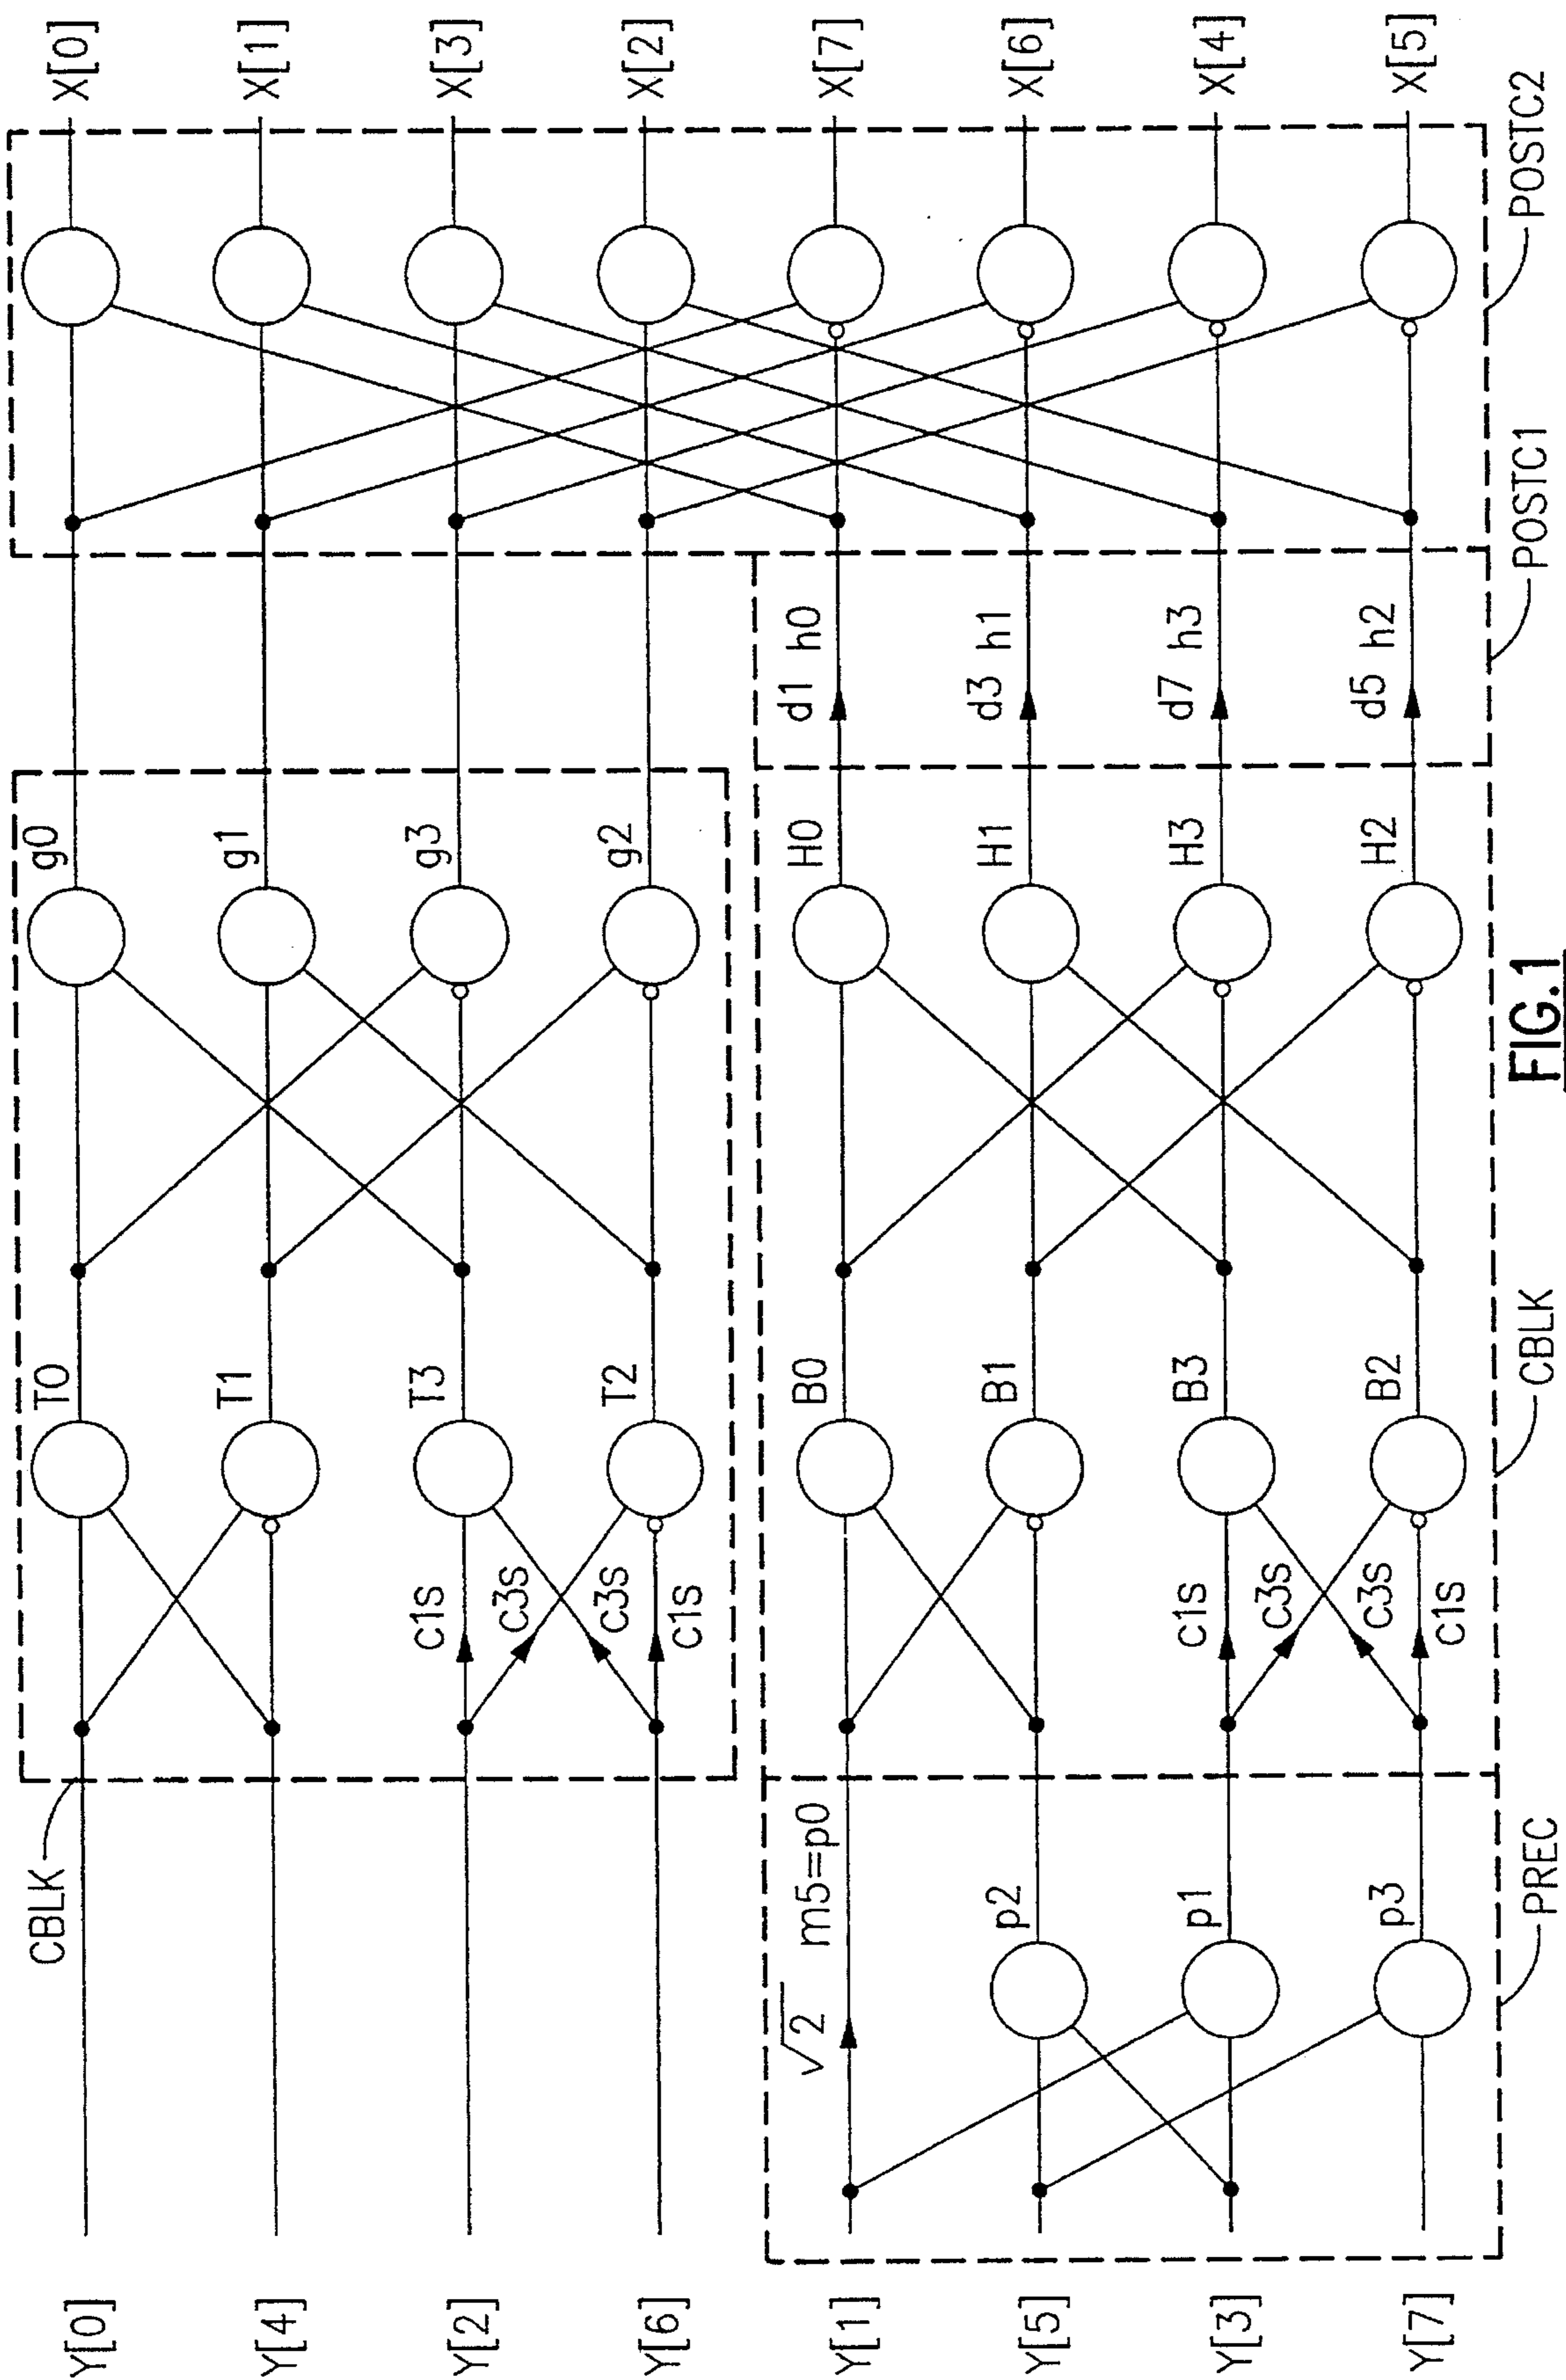 Y[0]
Y[4]
Y[2]
Y[6]
Y[1]
Y[5]
Y[3]
Y[7]
CBLK
√2 m5=p0
p2
p1
p3
PREC
c1s
c3s
c3s
c1s
c1s
c3s
c3s
c1s
T0
T1
T3
T2
B0
B1
B3
B2
CBLK
g0
g1
g3
g2
H0
H1
H3
H2
d1 h0
d3 h1
d7 h3
d5 h2
POSTC1
POSTC2
X[0]
X[1]
X[3]
X[2]
X[7]
X[6]
X[4]
X[5]
FIG.1